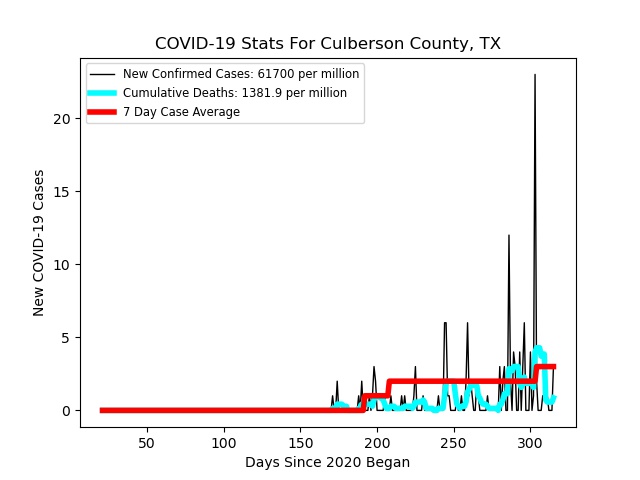 COVID-19 Stats For Culberson County, TX
New Confirmed Cases: 61700 per million
Cumulative Deaths: 1381.9 per million
7 Day Case Average
New COVID-19 Cases
20
15
10
5
0
50 100 150 200 250 300
Days Since 2020 Began